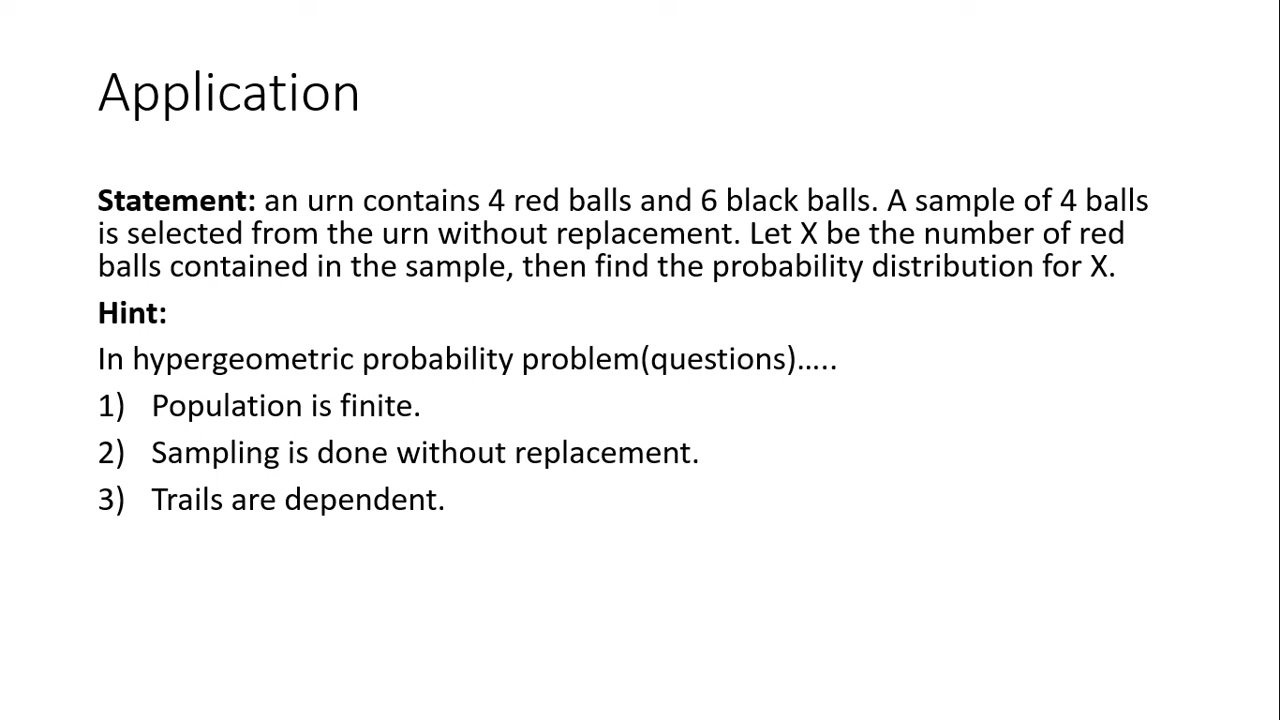 Application
Statement: an urn contains 4 red balls and 6 black balls. A sample of 4 balls
is selected from the urn without replacement. Let X be the number of red
balls contained in the sample, then find the probability distribution for X.
Hint:
In hypergeometric probability problem(questions)…..
1) Population is finite.
2) Sampling is done without replacement.
3) Trails are dependent.